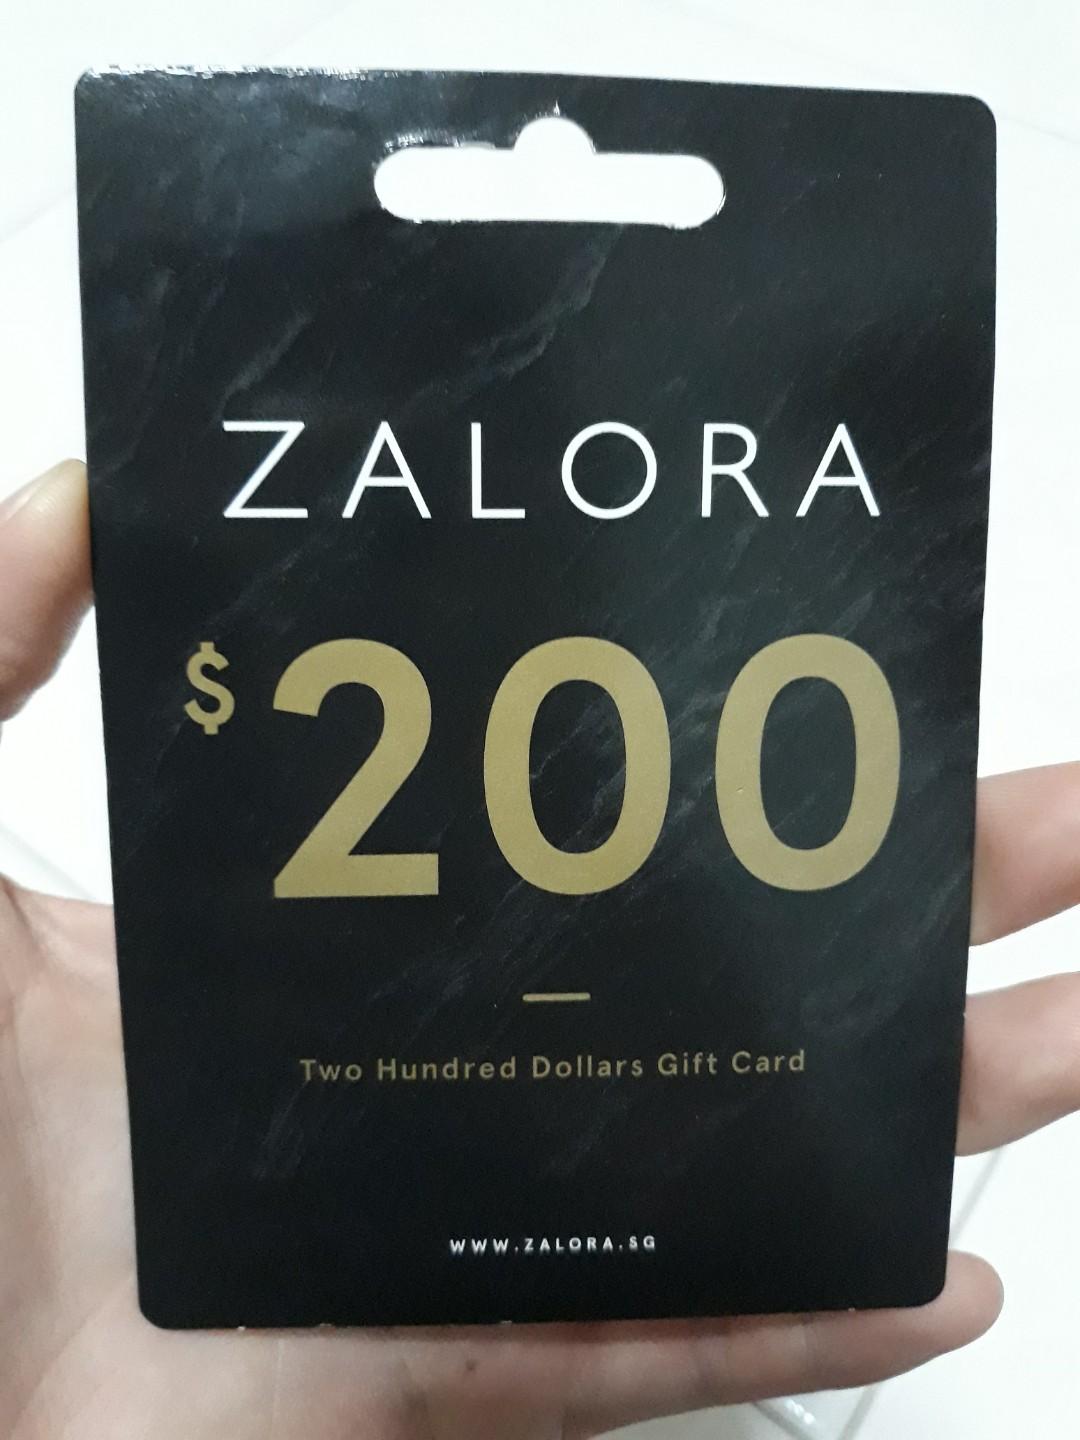 ZALORA
$200
Two Hundred Dollars Gift Card
WWW.ZALORA.SG